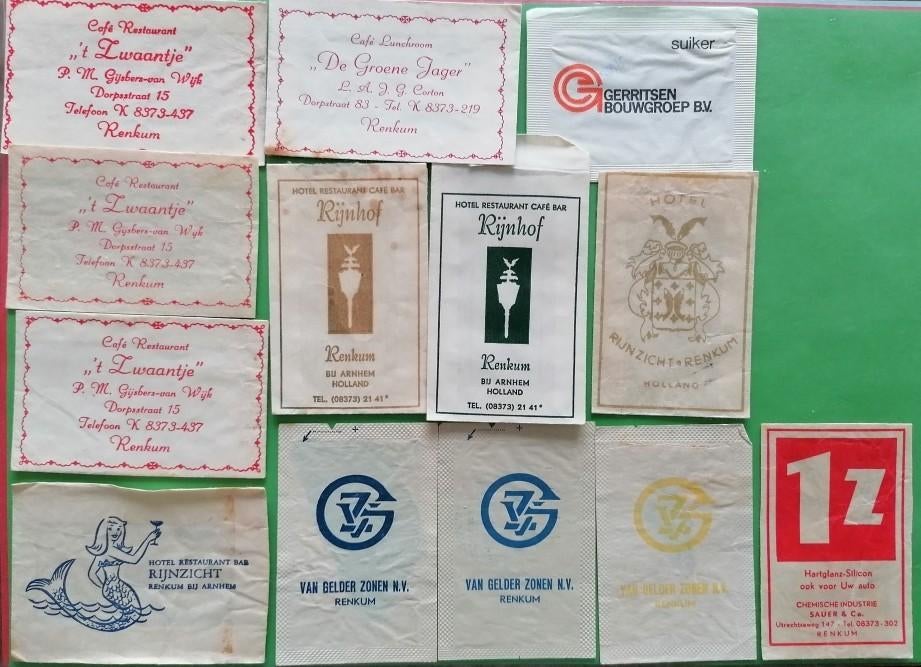 Café Restaurant
„'t Zwaantje"
P. M. Gijsbers-van Wijk
Dorpsstraat 15
Telefoon K 8373-437
Renkum
Café Lunchroom
„De Groene Jager"
L. A. J. G. Corton
Dorpstraat 83 - Tel. K 8373-219
Renkum
suiker
GERRITSEN
BOUWGROEP B.V.
Café Restaurant
„'t Zwaantje"
P. M. Gijsbers-van Wijk
Dorpsstraat 15
Telefoon K 8373-437
Renkum
HOTEL RESTAURANT CAFÉ BAR
Rijnhof
Renkum
BIJ ARNHEM
HOLLAND
TEL. (08373) 21 41*
HOTEL RESTAURANT CAFÉ BAR
Rijnhof
Renkum
BIJ ARNHEM
HOLLAND
TEL. (08373) 21 41*
HOTEL
RIJNZICHT • RENKUM
HOLLAND
Café Restaurant
„'t Zwaantje"
P. M. Gijsbers-van Wijk
Dorpsstraat 15
Telefoon K 8373-437
Renkum
HOTEL RESTAURANT BAR
RIJNZICHT
RENKUM BIJ ARNHEM
VAN GELDER ZONEN N.V.
RENKUM
VAN GELDER ZONEN N.V.
RENKUM
VAN GELDER ZONEN N.V.
RENKUM
1Z
Hartglanz-Silicon
ook voor Uw auto
CHEMISCHE INDUSTRIE
SAUER & Co.
Utrechtseweg 147 - Tel. 08373-302
RENKUM